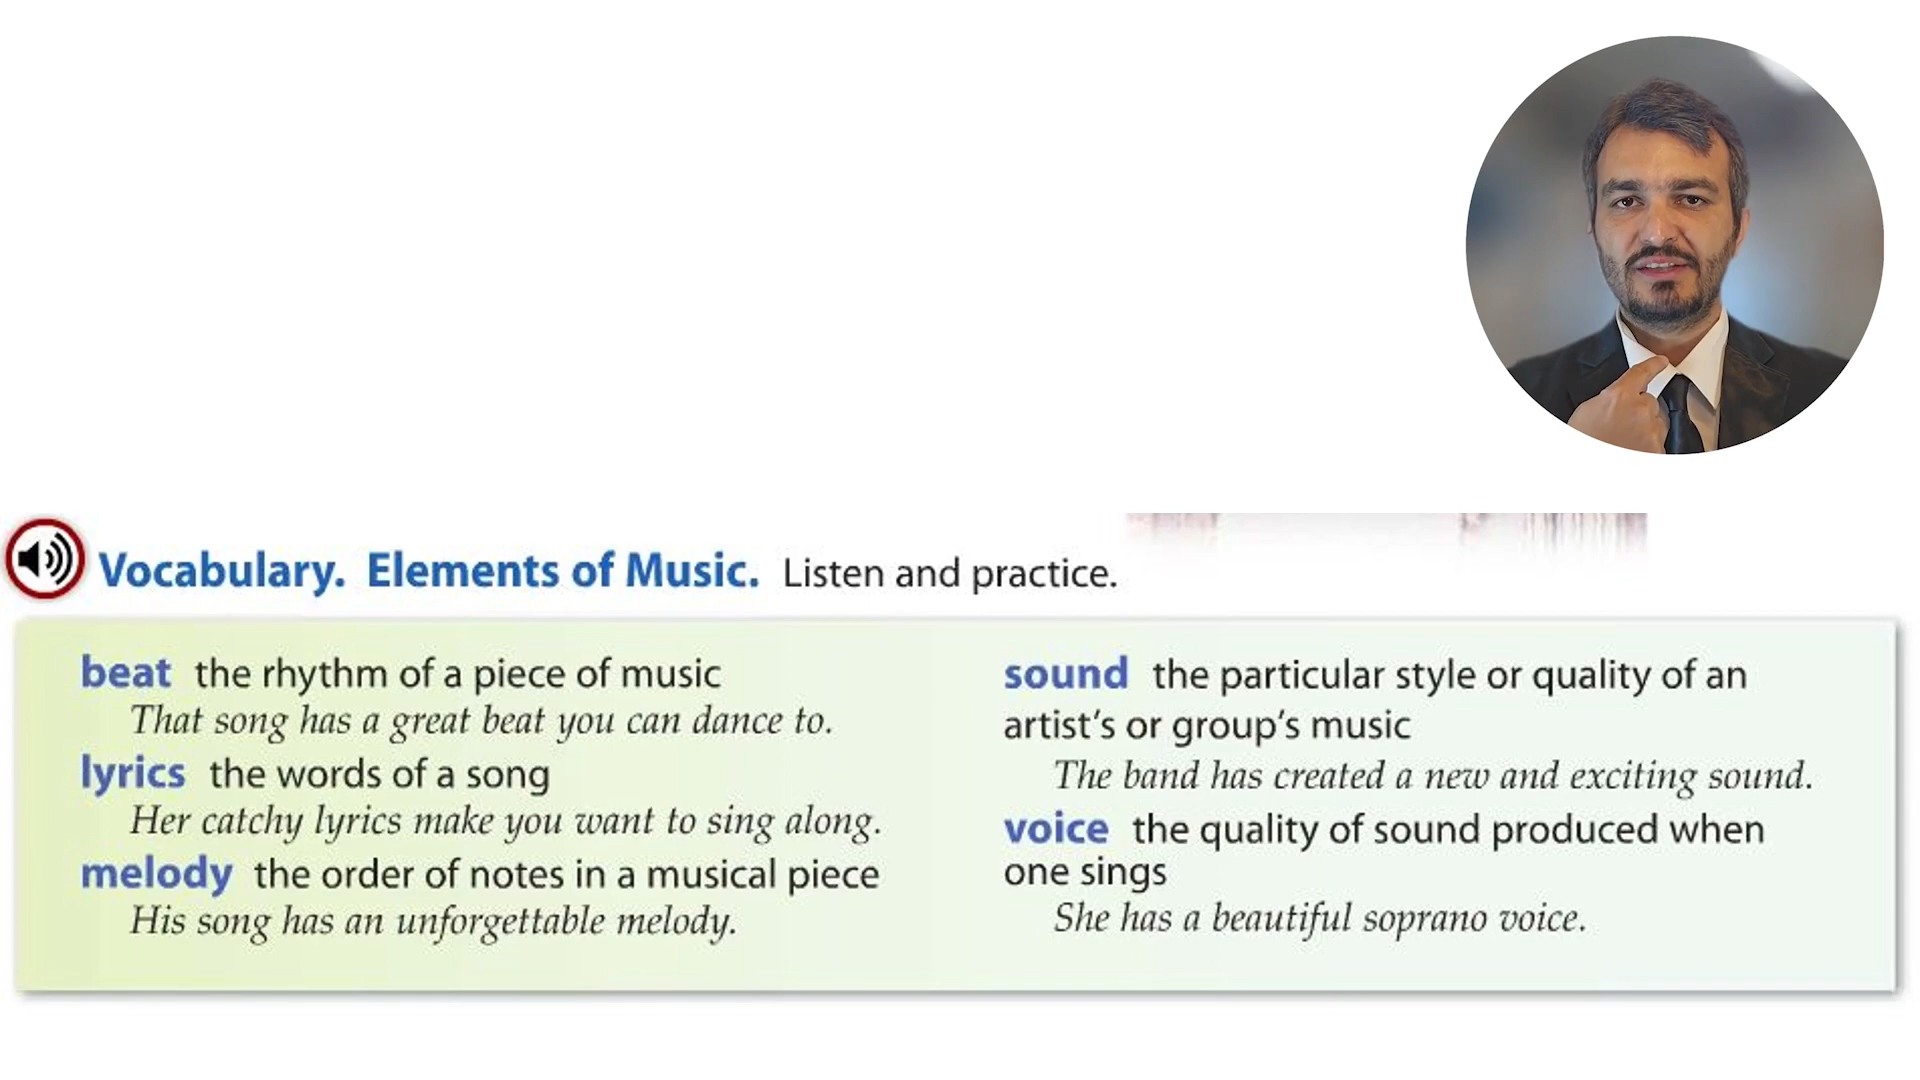 Vocabulary. Elements of Music. Listen and practice.
beat the rhythm of a piece of music
That song has a great beat you can dance to.
lyrics the words of a song
Her catchy lyrics make you want to sing along.
melody the order of notes in a musical piece
His song has an unforgettable melody.
sound the particular style or quality of an
artist's or group's music
The band has created a new and exciting sound.
voice the quality of sound produced when
one sings
She has a beautiful soprano voice.